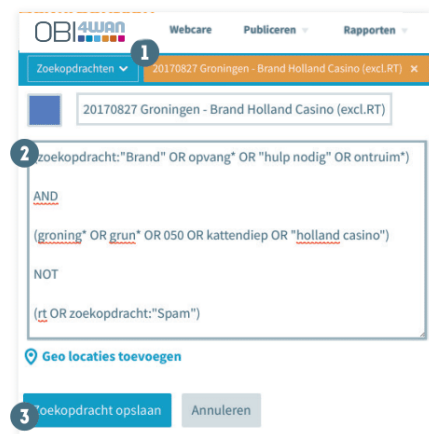 OBI4wan Webcare Publiceren Rapporten
1
Zoekopdrachten 20170827 Groningen - Brand Holland Casino (excl.RT) ×
20170827 Groningen - Brand Holland Casino (excl.RT)
2
zoekopdracht:"Brand" OR opvang* OR "hulp nodig" OR ontruim*)
AND
(groning* OR grun* OR 050 OR kattendiep OR "holland casino")
NOT
(rt OR zoekopdracht:"Spam")
Geo locaties toevoegen
3
Zoekopdracht opslaan Annuleren